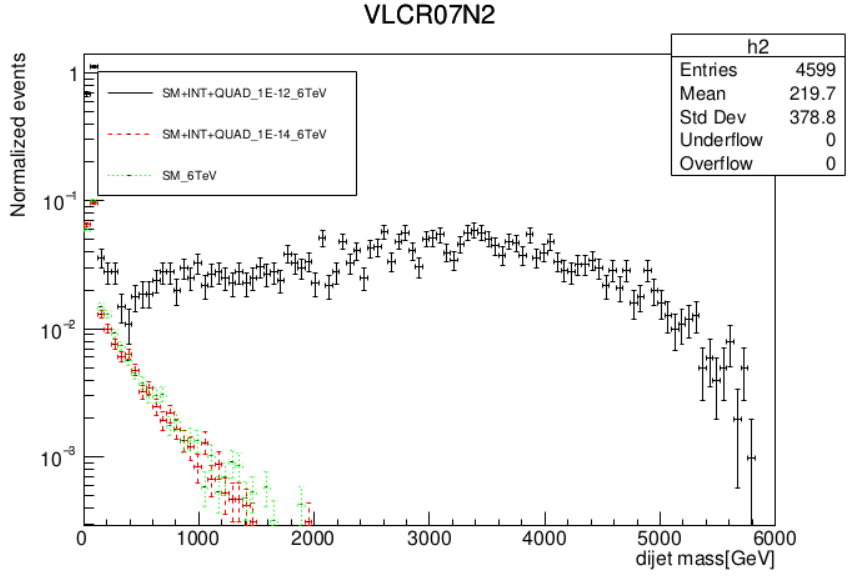 VLCR07N2
Normalized events
h2
Entries 4599
Mean 219.7
Std Dev 378.8
Underflow 0
Overflow 0
SM+INT+QUAD_1E-12_6TeV
SM+INT+QUAD_1E-14_6TeV
SM_6TeV
1
10⁻¹
10⁻²
10⁻³
0 1000 2000 3000 4000 5000 6000
dijet mass[GeV]